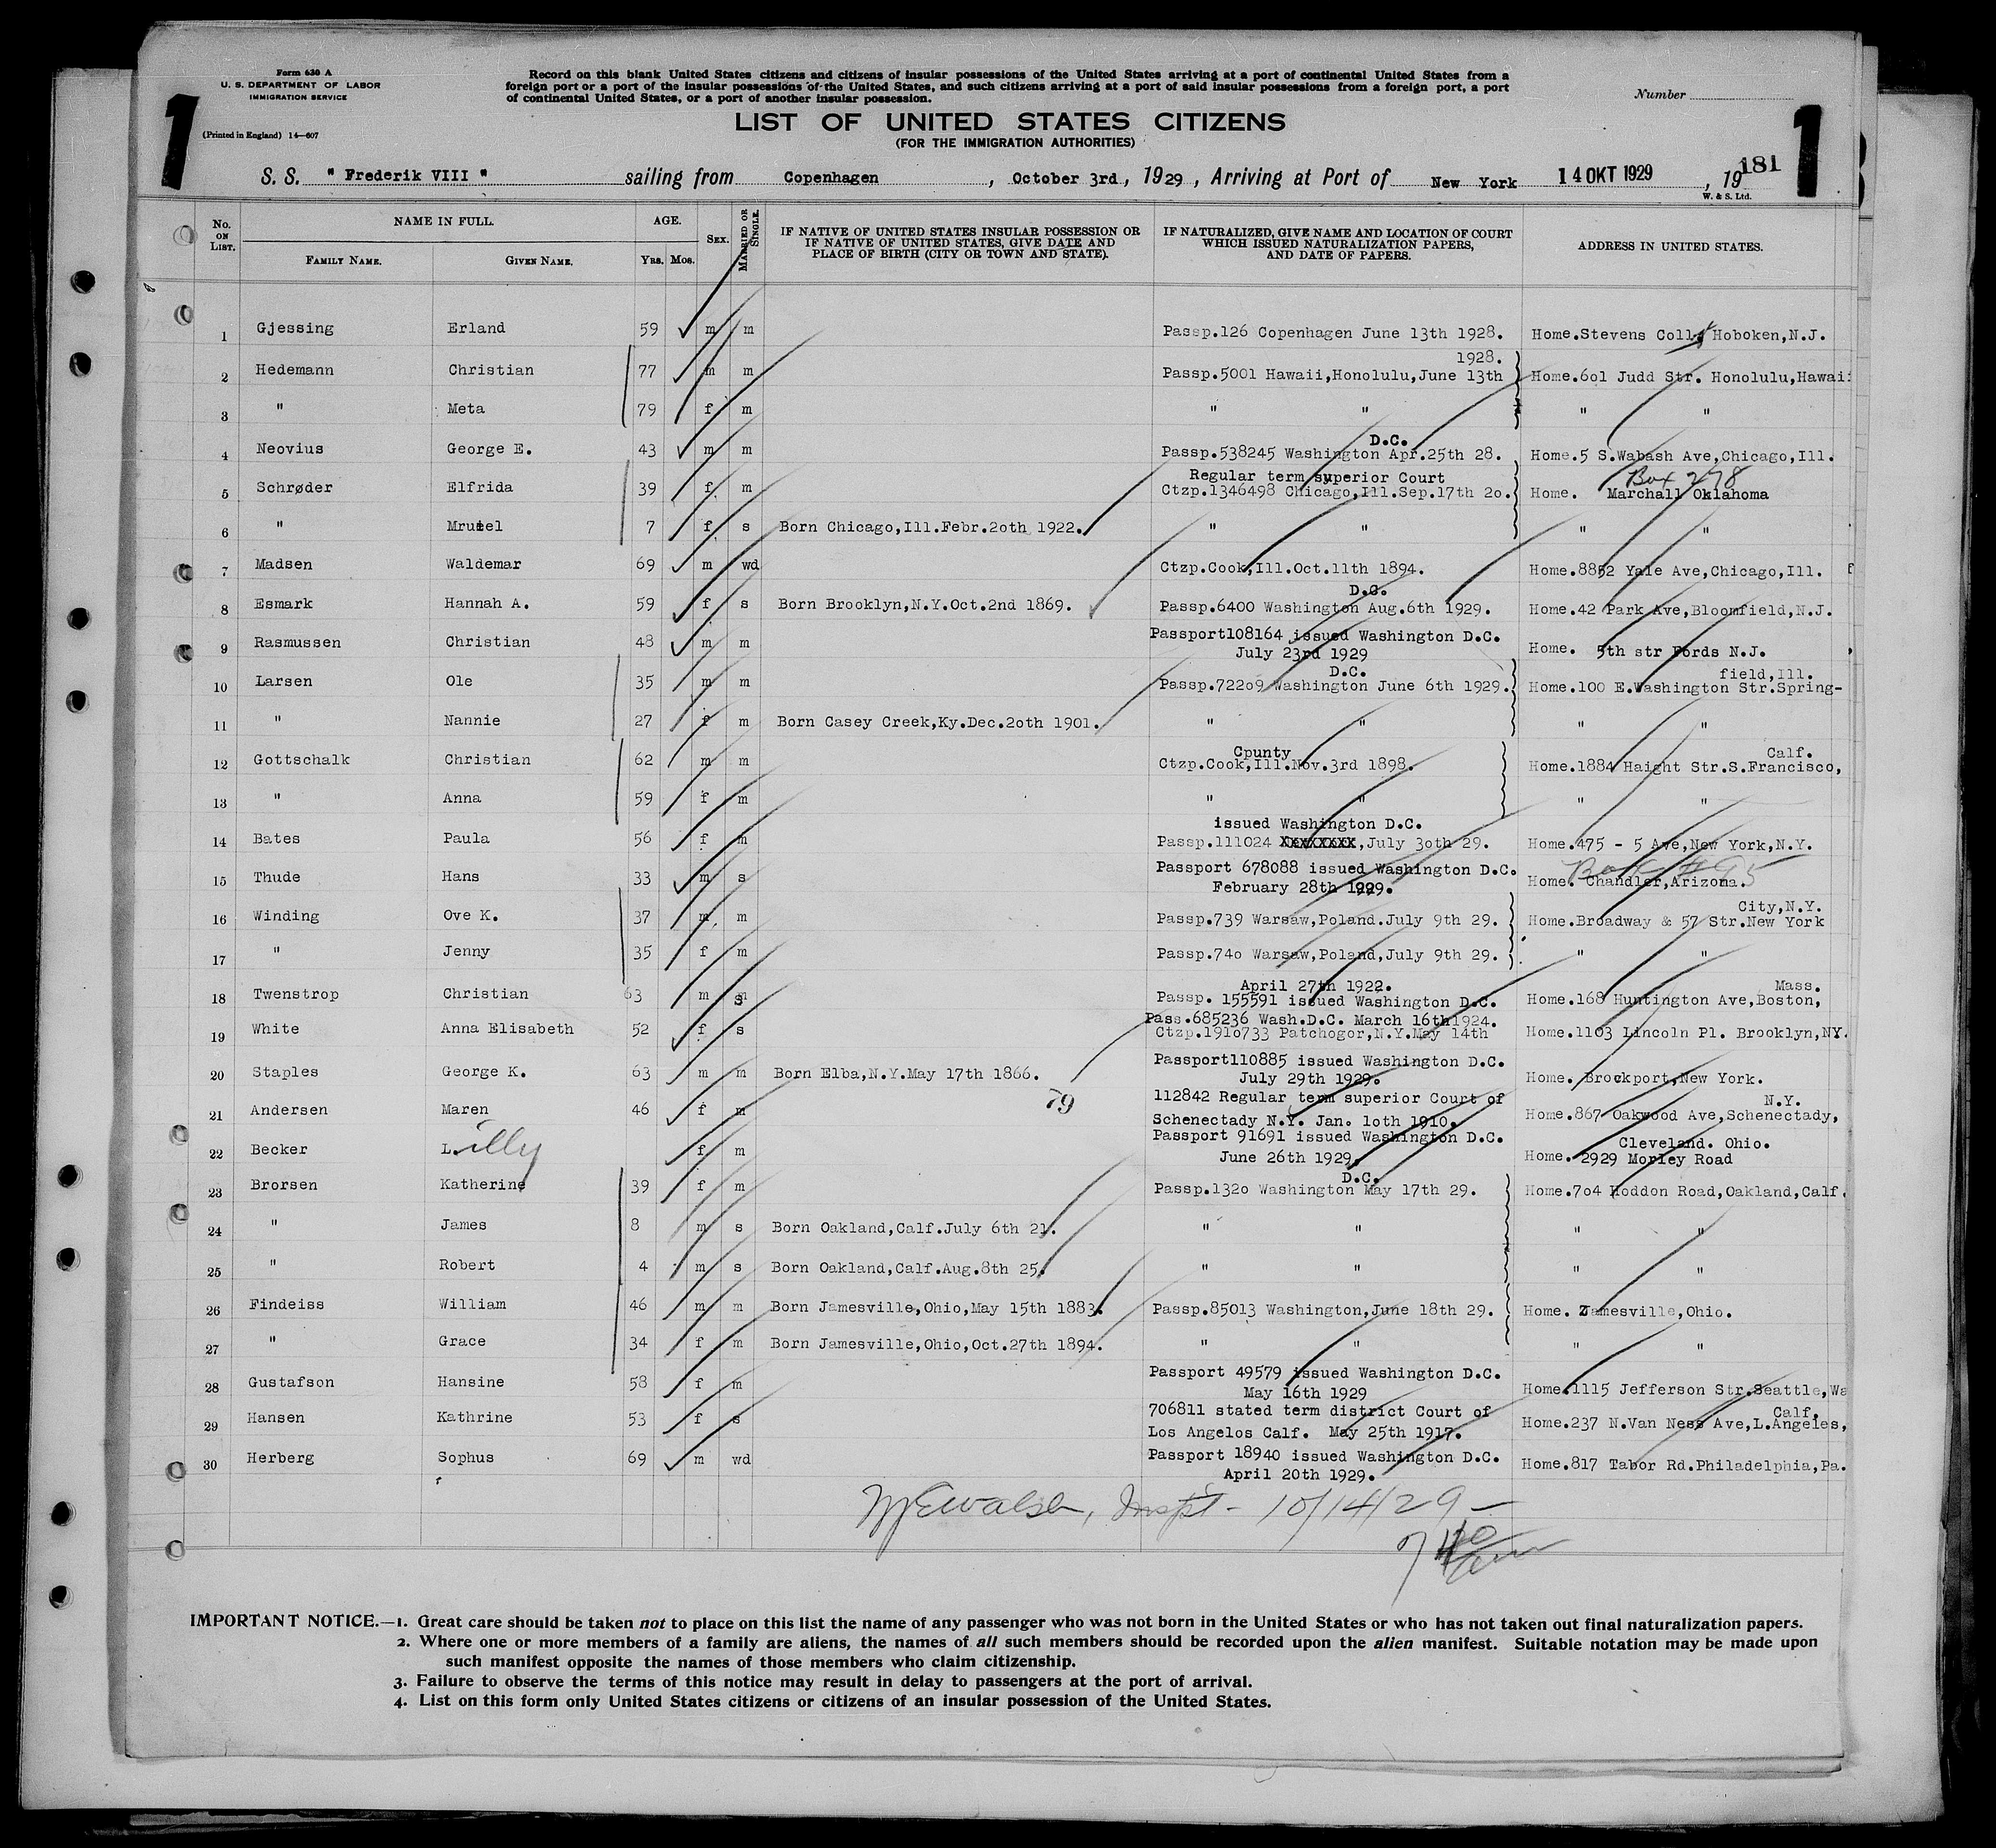 Form 630 A
U. S. DEPARTMENT OF LABOR
IMMIGRATION SERVICE
(Printed in England) 14—607
1
Record on this blank United States citizens and citizens of insular possessions of the United States arriving at a port of continental United States from a
foreign port or a port of the insular possessions of the United States, and such citizens arriving at a port of said insular possessions from a foreign port, a port
of continental United States, or a port of another insular possession.
Number
1
LIST OF UNITED STATES CITIZENS
(FOR THE IMMIGRATION AUTHORITIES)
S. S. " Frederik VIII " sailing from Copenhagen, October 3rd, 1929, Arriving at Port of New York 14 OKT 1929, 19
181
W. & S. Ltd.
No. ON LIST. NAME IN FULL. FAMILY NAME. GIVEN NAME. AGE. YRS. MOS. SEX. MARRIED OR SINGLE. IF NATIVE OF UNITED STATES INSULAR POSSESSION OR IF NATIVE OF UNITED STATES, GIVE DATE AND PLACE OF BIRTH (CITY OR TOWN AND STATE). IF NATURALIZED, GIVE NAME AND LOCATION OF COURT WHICH ISSUED NATURALIZATION PAPERS, AND DATE OF PAPERS. ADDRESS IN UNITED STATES.
1 Gjessing Erland 59 m m Passp.126 Copenhagen June 13th 1928. Home.Stevens Coll. Hoboken,N.J.
1928.
2 Hedemann Christian 77 m m Passp.5001 Hawaii,Honolulu,June 13th Home.6o1 Judd Str. Honolulu,Hawaii
3 " Meta 79 f m " " " "
D.C.
4 Neovius George E. 43 m m Passp.538245 Washington Apr.25th 28. Home.5 S.Wabash Ave,Chicago,Ill.
Regular term superior Court Box 278
5 Schrøder Elfrida 39 f m Ctzp.1346498 Chicago,Ill.Sep.17th 2o. Home. Marchall Oklahoma
6 " 7 f s Born Chicago,Ill.Febr.2oth 1922. " " " "
7 Madsen Waldemar 69 m wd Ctzp.Cook,Ill.Oct.11th 1894. Home.8852 Yale Ave,Chicago,Ill.
D.C.
8 Esmark Hannah A. 59 f s Born Brooklyn,N.Y.Oct.2nd 1869. Passp.6400 Washington Aug.6th 1929. Home.42 Park Ave,Bloomfield,N.J.
9 Rasmussen Christian 48 m m Passport108164 issued Washington D.C.
July 23rd 1929 Home. 5th str Fords N.J.
D.C. field,Ill.
10 Larsen Ole 35 m m Passp.722o9 Washington June 6th 1929. Home.100 E.Washington Str.Spring-
11 " Nannie 27 f m Born Casey Creek,Ky.Dec.2oth 1901. " " " "
Cpunty Calf.
12 Gottschalk Christian 62 m m Ctzp.Cook,Ill.Nov.3rd 1898. Home.1884 Haight Str.S.Francisco,
13 " Anna 59 f m " " " "
issued Washington D.C.
14 Bates Paula 56 f m Passp.111024 XXXXXXXX,July 3oth 29. Home.475 - 5 Ave,New York,N.Y.
15 Thude Hans 33 m s Passport 678088 issued Washington D.C. Box #95
February 28th 1929. Home. Chandler,Arizona.
City,N.Y.
16 Winding Ove K. 37 m m Passp.739 Warsaw,Poland.July 9th 29. Home.Broadway & 57 Str.New York
17 " Jenny 35 f m Passp.74o Warsaw,Poland,July 9th 29. " "
April 27th 1922. Mass.
18 Twenstrop Christian 63 m s Passp. 155591 issued Washington D.C. Home.168 Huntington Ave,Boston,
Pass.685236 Wash.D.C. March 16th1924.
19 White Anna Elisabeth 52 f s Ctzp.191o733 Patchogor,N.Y.May 14th Home.11o3 Lincoln Pl. Brooklyn,NY.
20 Staples George K. 63 m m Born Elba,N.Y.May 17th 1866. Passport110885 issued Washington D.C.
July 29th 1929. Home. Brockport,New York.
79
21 Andersen Maren 46 f m 112842 Regular term superior Court of N.Y.
Schenectady N.Y. Jan. 1oth 1910. Home.867 Oakwood Ave,Schenectady,
22 Becker Lilly f m Passport 91691 issued Washington D.C. Cleveland. Ohio.
June 26th 1929. Home. 2929 Morley Road
D.C.
23 Brorsen Katherine 39 f m Passp.132o Washington May 17th 29. Home.7o4 Hoddon Road,Oakland,Calf.
24 " James 8 m s Born Oakland,Calf.July 6th 21. " " " "
25 " Robert 4 m s Born Oakland,Calf.Aug.8th 25. " " " "
26 Findeiss William 46 m m Born Jamesville,Ohio,May 15th 1883. Passp.85013 Washington,June 18th 29. Home. Zamesville,Ohio.
27 " Grace 34 f m Born Jamesville,Ohio,Oct.27th 1894. " " " "
28 Gustafson Hansine 58 f m Passport 49579 issued Washington D.C.
May 16th 1929 Home.1115 Jefferson Str.Seattle,Wa
29 Hansen Kathrine 53 f s 706811 stated term district Court of Calf.
Los Angelos Calf. May 25th 1917. Home.237 N.Van Ness Ave,L.Angeles,
30 Herberg Sophus 69 m wd Passport 18940 issued Washington D.C.
April 20th 1929. Home.817 Tabor Rd.Philadelphia,Pa.
Inspt - 10/14/29 —
IMPORTANT NOTICE.—1. Great care should be taken not to place on this list the name of any passenger who was not born in the United States or who has not taken out final naturalization papers.
2. Where one or more members of a family are aliens, the names of all such members should be recorded upon the alien manifest. Suitable notation may be made upon
such manifest opposite the names of those members who claim citizenship.
3. Failure to observe the terms of this notice may result in delay to passengers at the port of arrival.
4. List on this form only United States citizens or citizens of an insular possession of the United States.